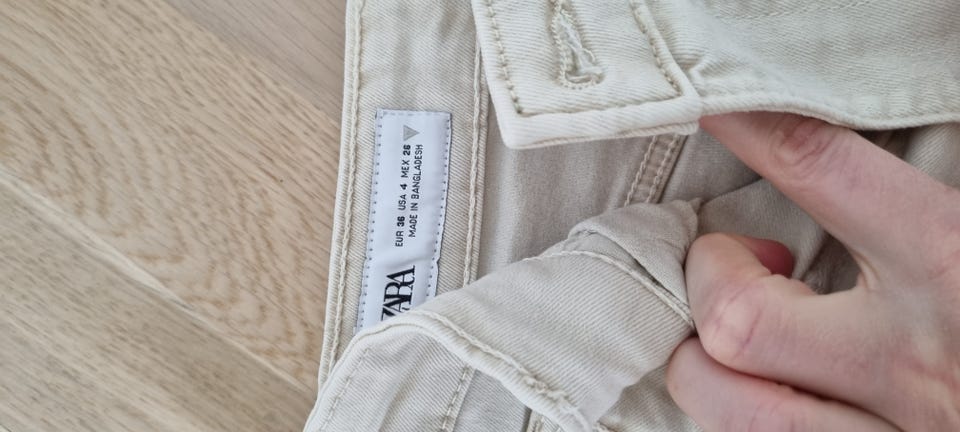 ZARA
EUR 36 USA 4 MEX 26
MADE IN BANGLADESH